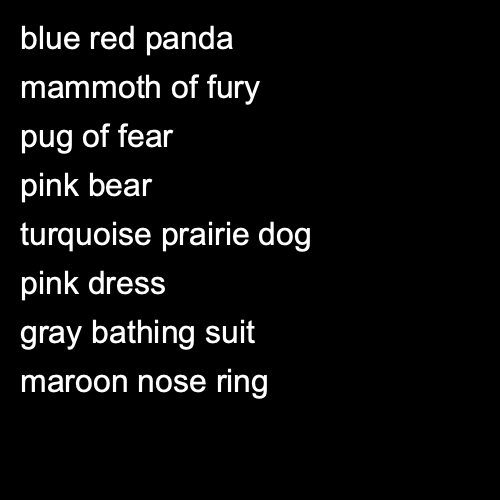 blue red panda
mammoth of fury
pug of fear
pink bear
turquoise prairie dog
pink dress
gray bathing suit
maroon nose ring